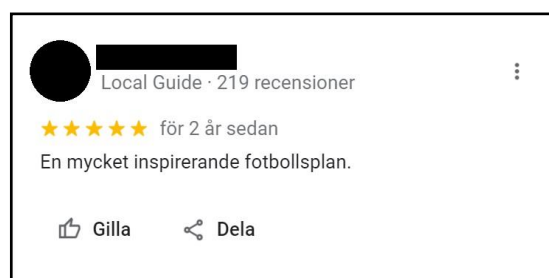 Local Guide · 219 recensioner
för 2 år sedan
En mycket inspirerande fotbollsplan.
Gilla Dela